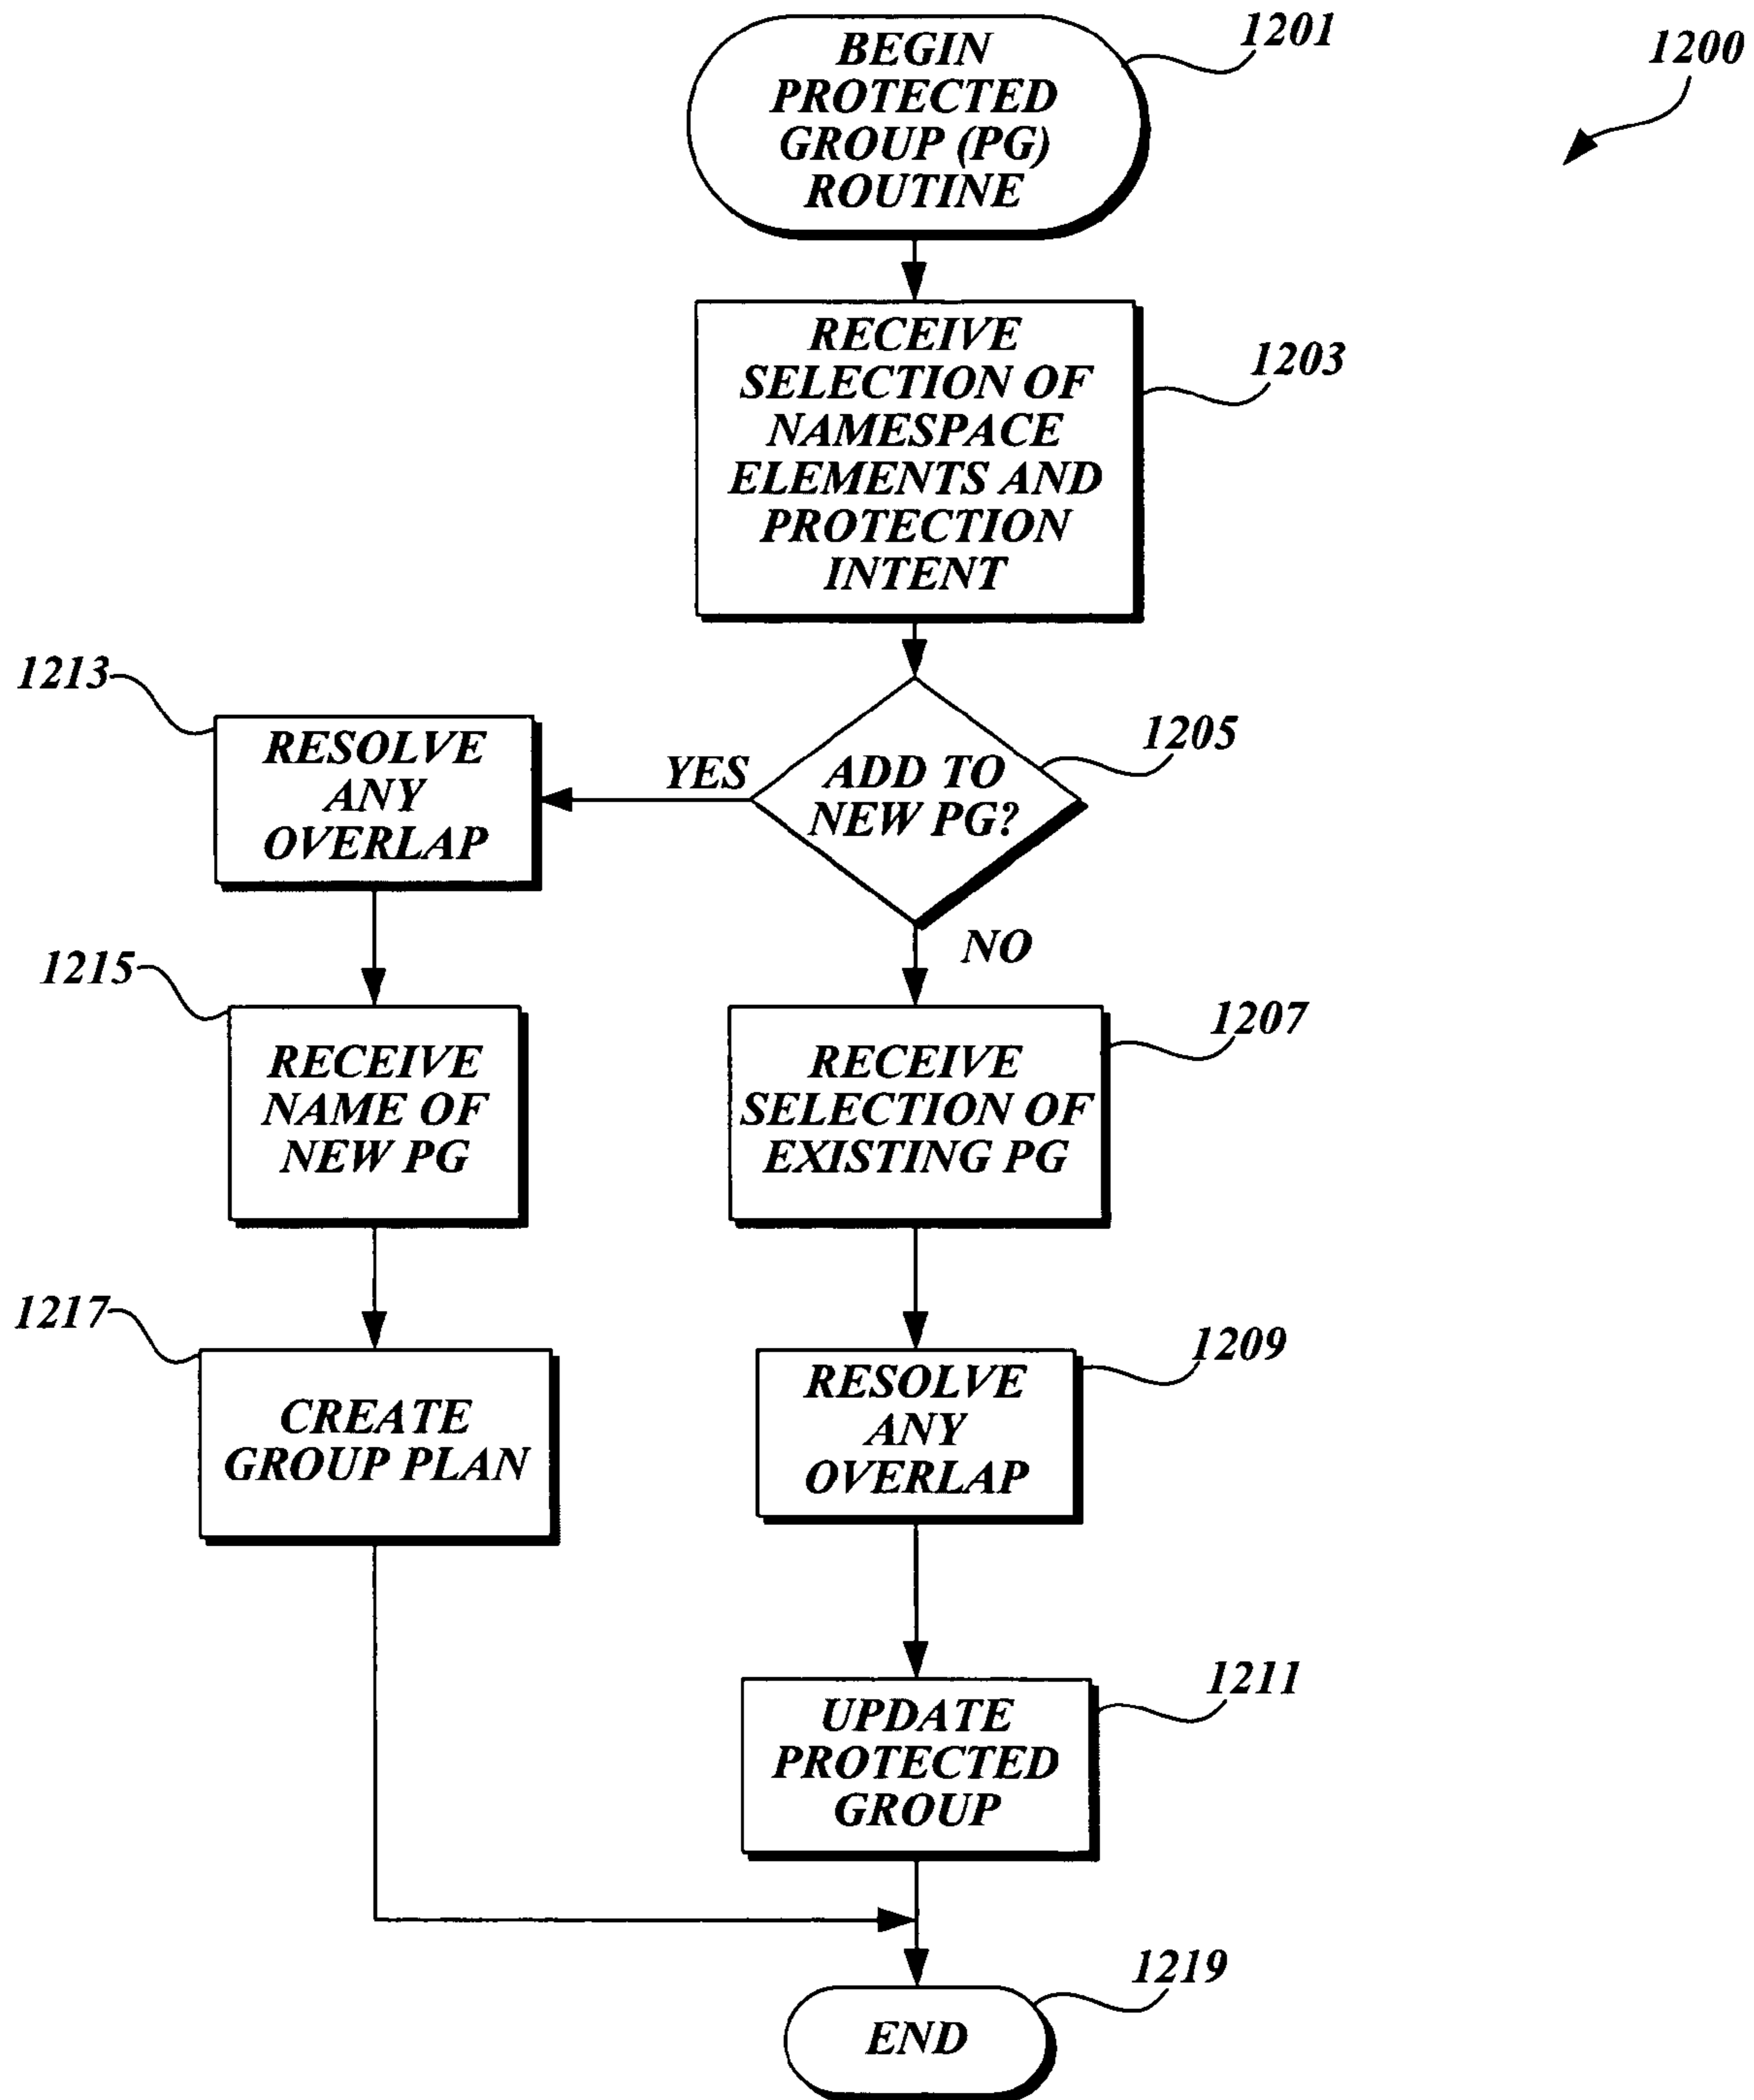 1200
1201
BEGIN
PROTECTED
GROUP (PG)
ROUTINE
1203
RECEIVE
SELECTION OF
NAMESPACE
ELEMENTS AND
PROTECTION
INTENT
1205
ADD TO
NEW PG?
YES
NO
1213
RESOLVE
ANY
OVERLAP
1215
RECEIVE
NAME OF
NEW PG
1217
CREATE
GROUP PLAN
1207
RECEIVE
SELECTION OF
EXISTING PG
1209
RESOLVE
ANY
OVERLAP
1211
UPDATE
PROTECTED
GROUP
1219
END